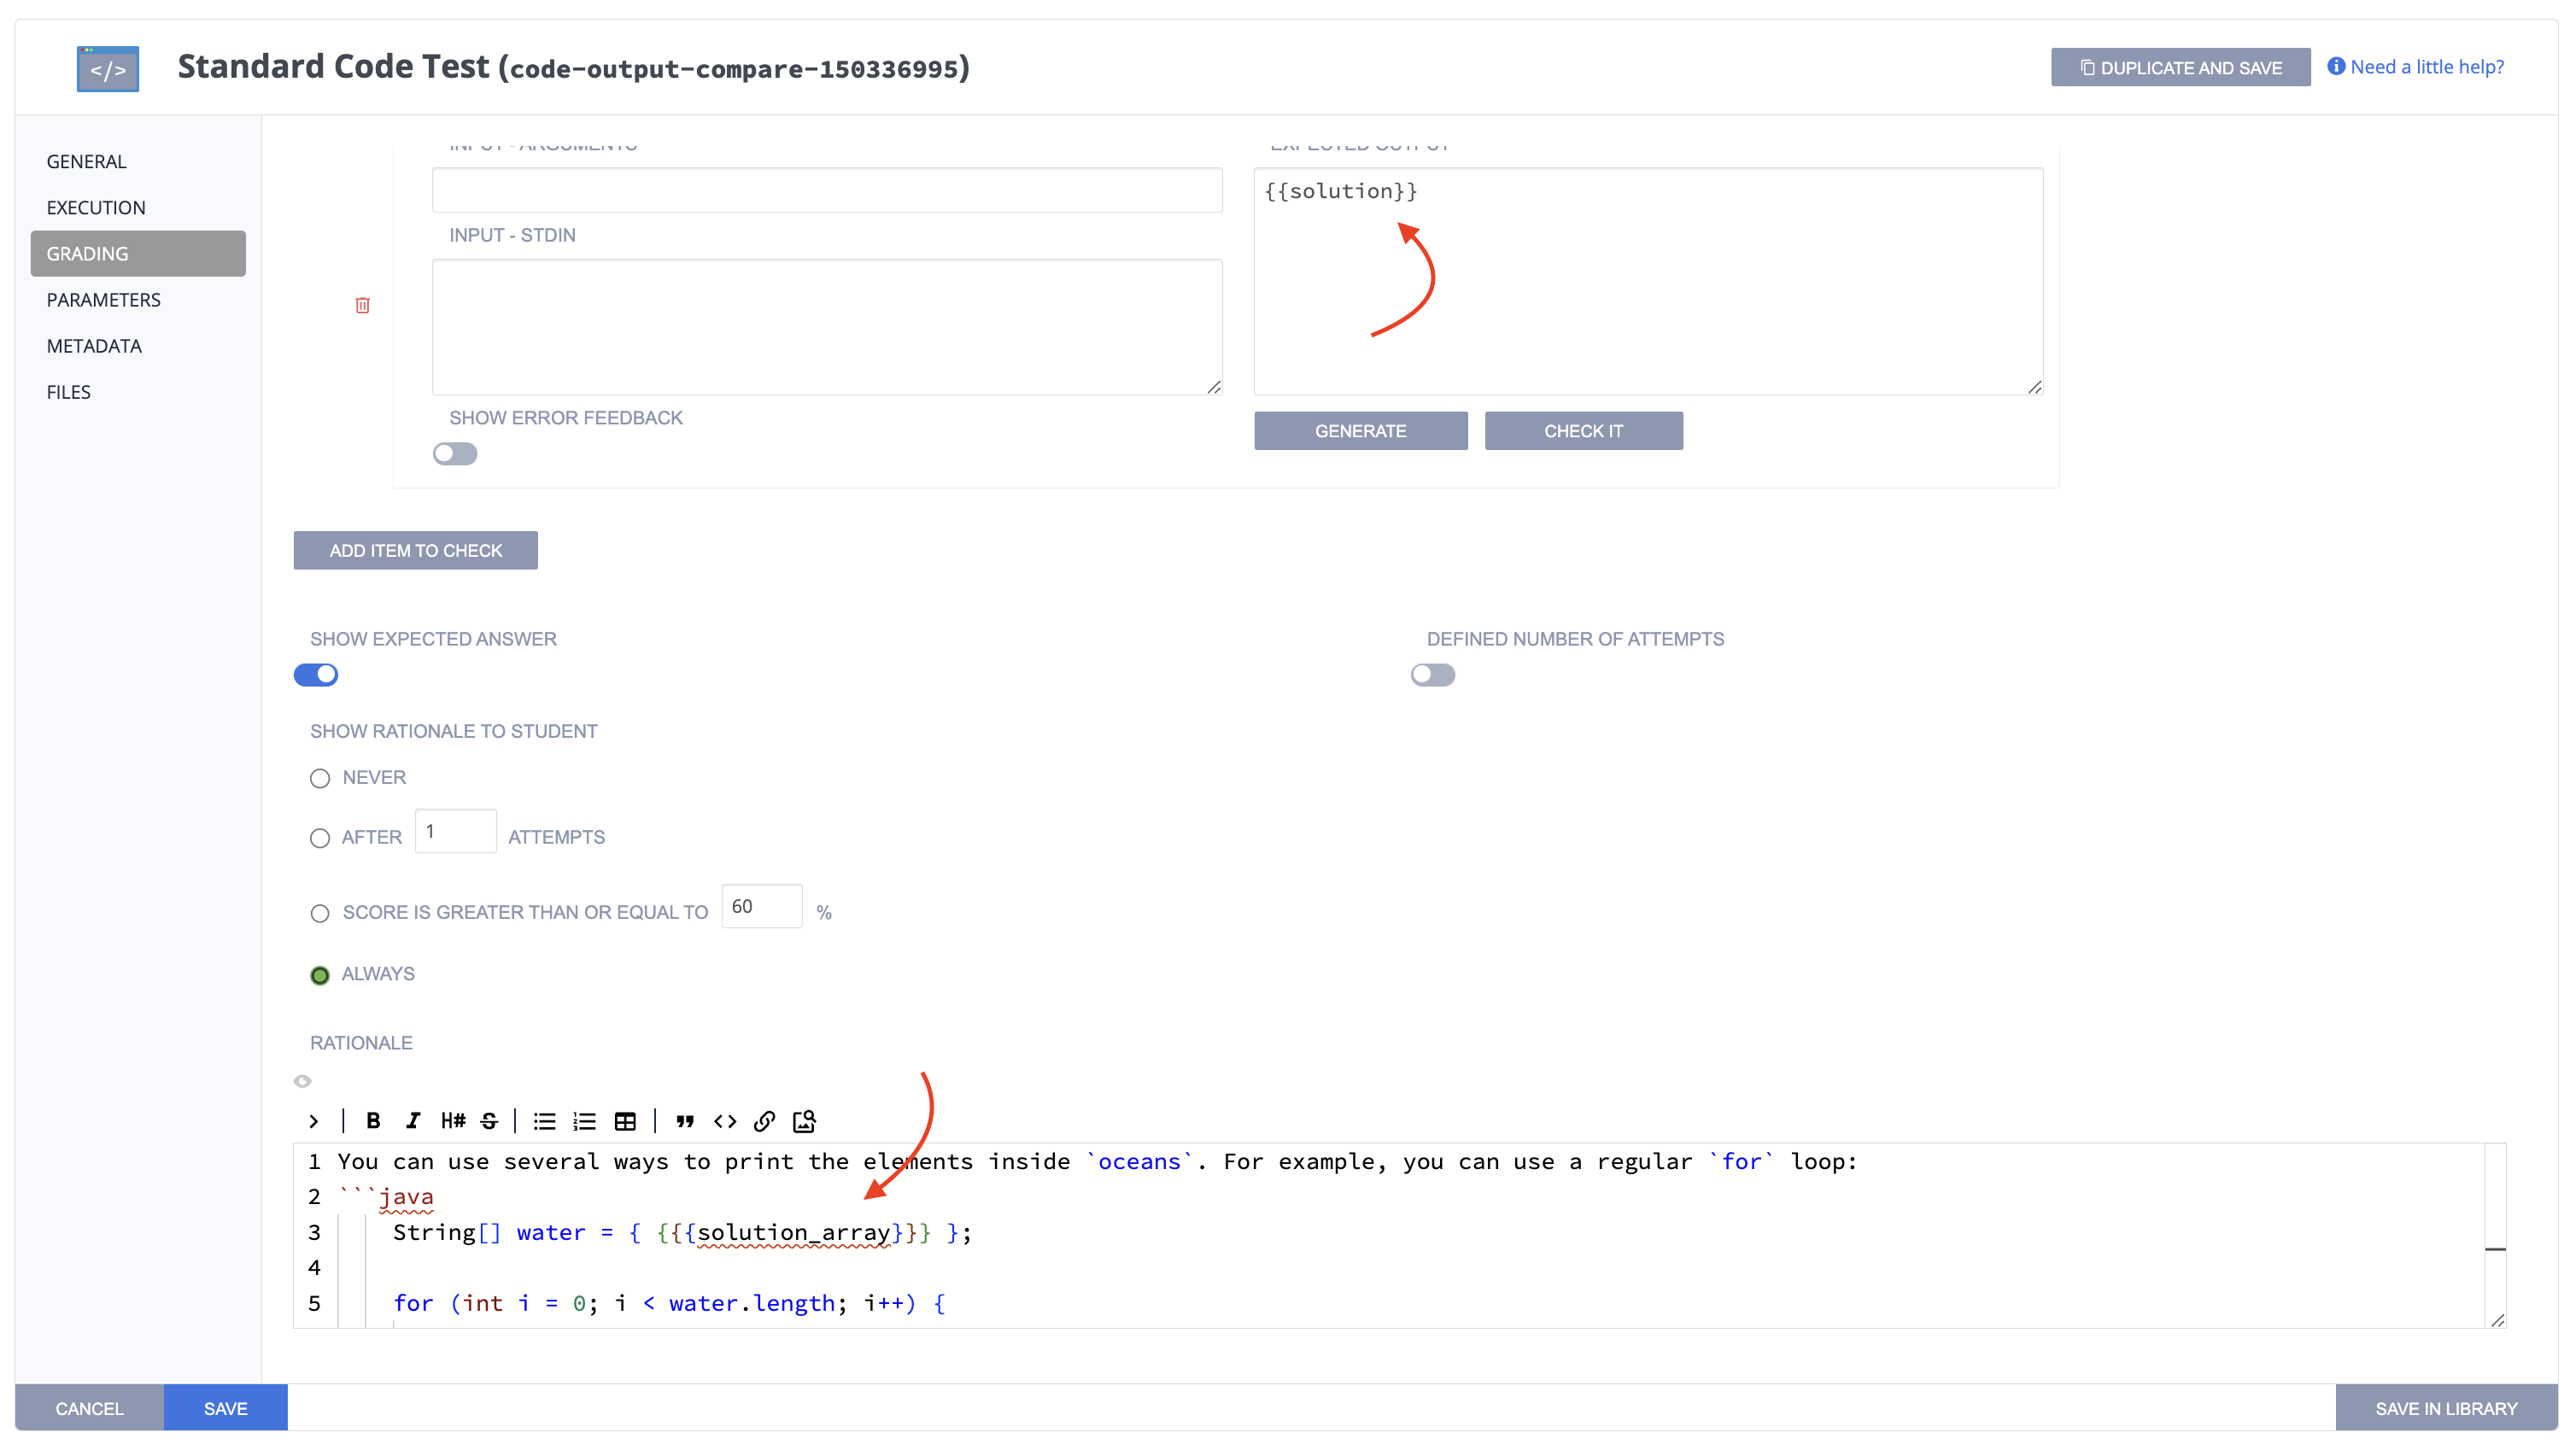 </>
Standard Code Test (code-output-compare-150336995)
DUPLICATE AND SAVE
Need a little help?
GENERAL
EXECUTION
GRADING
PARAMETERS
METADATA
FILES
INPUT - ARGUMENTS
EXPECTED OUTPUT
{{solution}}
INPUT - STDIN
SHOW ERROR FEEDBACK
GENERATE
CHECK IT
ADD ITEM TO CHECK
SHOW EXPECTED ANSWER
DEFINED NUMBER OF ATTEMPTS
SHOW RATIONALE TO STUDENT
NEVER
AFTER 1 ATTEMPTS
SCORE IS GREATER THAN OR EQUAL TO 60 %
ALWAYS
RATIONALE
B I H# S
1 You can use several ways to print the elements inside `oceans`. For example, you can use a regular `for` loop:
2 ```java
3 String[] water = { {{{solution_array}}} };
4
5 for (int i = 0; i < water.length; i++) {
CANCEL
SAVE
SAVE IN LIBRARY